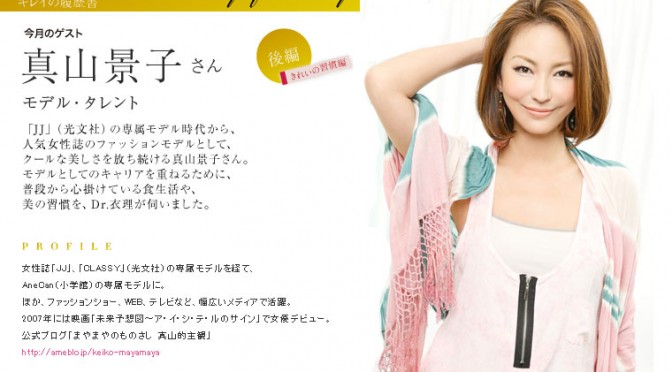 キレイの履歴書
今月のゲスト
真山景子 さん
後編
きれいの習慣編
モデル・タレント
「JJ」(光文社)の専属モデル時代から、
人気女性誌のファッションモデルとして、
クールな美しさを放ち続ける真山景子さん。
モデルとしてのキャリアを重ねるために、
普段から心掛けている食生活や、
美の習慣を、Dr.衣理が伺いました。
PROFILE
女性誌「JJ」、「CLASSY」(光文社)の専属モデルを経て、
AneCan(小学館)の専属モデルに。
ほか、ファッションショー、WEB、テレビなど、幅広いメディアで活躍。
2007年には映画「未来予想図〜ア・イ・シ・テ・ルのサイン」で女優デビュー。
公式ブログ「まやまやのものさし 真山的主観」
http://ameblo.jp/keiko-mayamaya